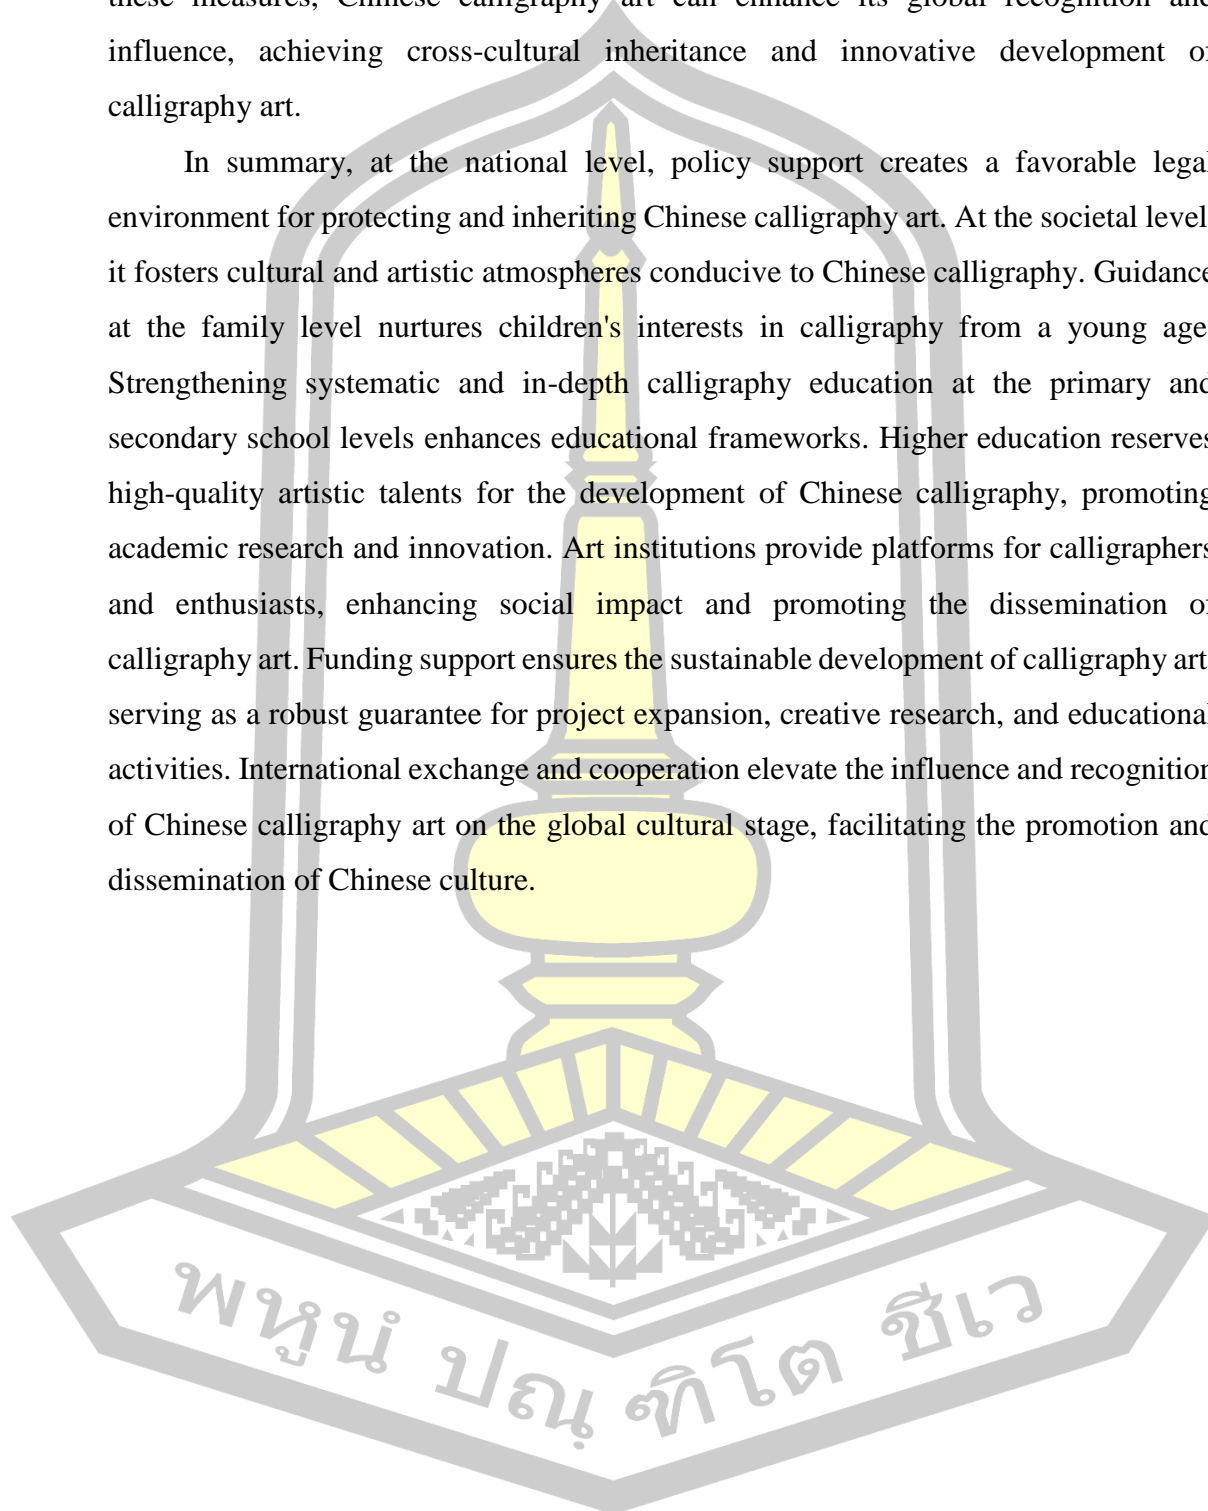 these measures, Chinese calligraphy art can enhance its global recognition and
influence, achieving cross-cultural inheritance and innovative development of
calligraphy art.
In summary, at the national level, policy support creates a favorable legal
environment for protecting and inheriting Chinese calligraphy art. At the societal level
it fosters cultural and artistic atmospheres conducive to Chinese calligraphy. Guidance
at the family level nurtures children's interests in calligraphy from a young age
Strengthening systematic and in-depth calligraphy education at the primary and
secondary school levels enhances educational frameworks. Higher education reserves
high-quality artistic talents for the development of Chinese calligraphy, promoting
academic research and innovation. Art institutions provide platforms for calligraphers
and enthusiasts, enhancing social impact and promoting the dissemination of
calligraphy art. Funding support ensures the sustainable development of calligraphy art
serving as a robust guarantee for project expansion, creative research, and educational
activities. International exchange and cooperation elevate the influence and recognition
of Chinese calligraphy art on the global cultural stage, facilitating the promotion and
dissemination of Chinese culture.
พหูนํ ปณฺฑิโต ชีเว